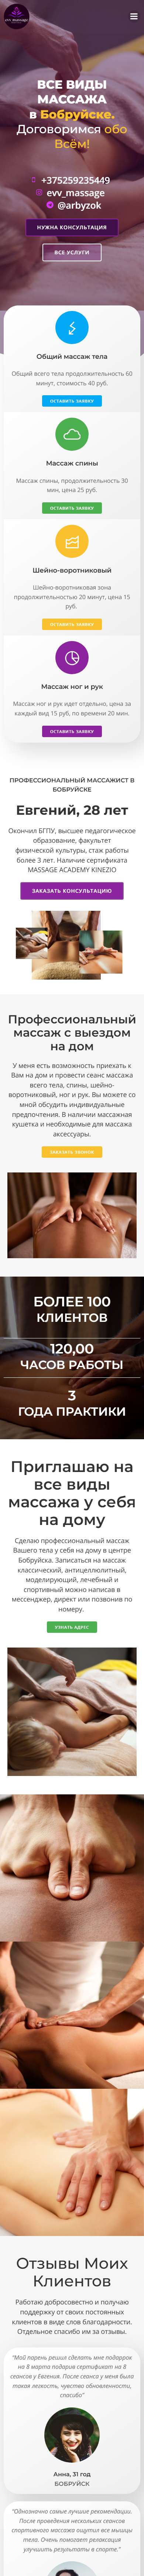 evv massage
ВСЕ ВИДЫ
МАССАЖА
в Бобруйске.
Договоримся обо
Всём!
+375259235449
evv_massage
@arbyzok
НУЖНА КОНСУЛЬТАЦИЯ
ВСЕ УСЛУГИ
Общий массаж тела
Общий всего тела продолжительность 60
минут, стоимость 40 руб.
ОСТАВИТЬ ЗАЯВКУ
Массаж спины
Массаж спины, продолжительность 30
мин, цена 25 руб.
ОСТАВИТЬ ЗАЯВКУ
Шейно-воротниковый
Шейно-воротниковая зона
продолжительностью 20 минут, цена 15
руб.
ОСТАВИТЬ ЗАЯВКУ
Массаж ног и рук
Массаж ног и рук идет отдельно, цена за
каждый вид 15 руб, по времени 20 мин.
ОСТАВИТЬ ЗАЯВКУ
ПРОФЕССИОНАЛЬНЫЙ МАССАЖИСТ В
БОБРУЙСКЕ
Евгений, 28 лет
Окончил БГПУ, высшее педагогическое
образование, факультет
физической культуры, стаж работы
более 3 лет. Наличие сертификата
MASSAGE ACADEMY KINEZIO
ЗАКАЗАТЬ КОНСУЛЬТАЦИЮ
Профессиональный
массаж с выездом
на дом
У меня есть возможность приехать к
Вам на дом и провести сеанс массажа
всего тела, спины, шейно-
воротниковый, ног и рук. Вы можете со
мной обсудить индивидуальные
предпочтения. В наличии массажная
кушетка и необходимые для массажа
аксессуары.
ЗАКАЗАТЬ ЗВОНОК
БОЛЕЕ 100
КЛИЕНТОВ
120,00
ЧАСОВ РАБОТЫ
3
ГОДА ПРАКТИКИ
Приглашаю на
все виды
массажа у себя
на дому
Сделаю профессиональный массаж
Вашего тела у себя на дому в центре
Бобруйска. Записаться на массаж
классический, антицеллюлитный,
моделирующий, лечебный и
спортивный можно написав в
мессенджер, директ или позвонив по
номеру.
УЗНАТЬ АДРЕС
Отзывы Моих
Клиентов
Работаю добросовестно и получаю
поддержку от своих постоянных
клиентов в виде слов благодарности.
Отдельное спасибо им за отзывы.
"Мой парень решил сделать мне подарок
на 8 марта подарив сертификат на 8
сеансов у Евгения. После сеанса у меня была
такая легкость, чувство обновленности,
спасибо"
Анна, 31 год
БОБРУЙСК
"Однозначно самые лучшие рекомендации.
После проведения нескольких сеансов
спортивного массажа ощутил все мышцы
тела. Очень помогает релаксация
улучшить результаты в спорте."